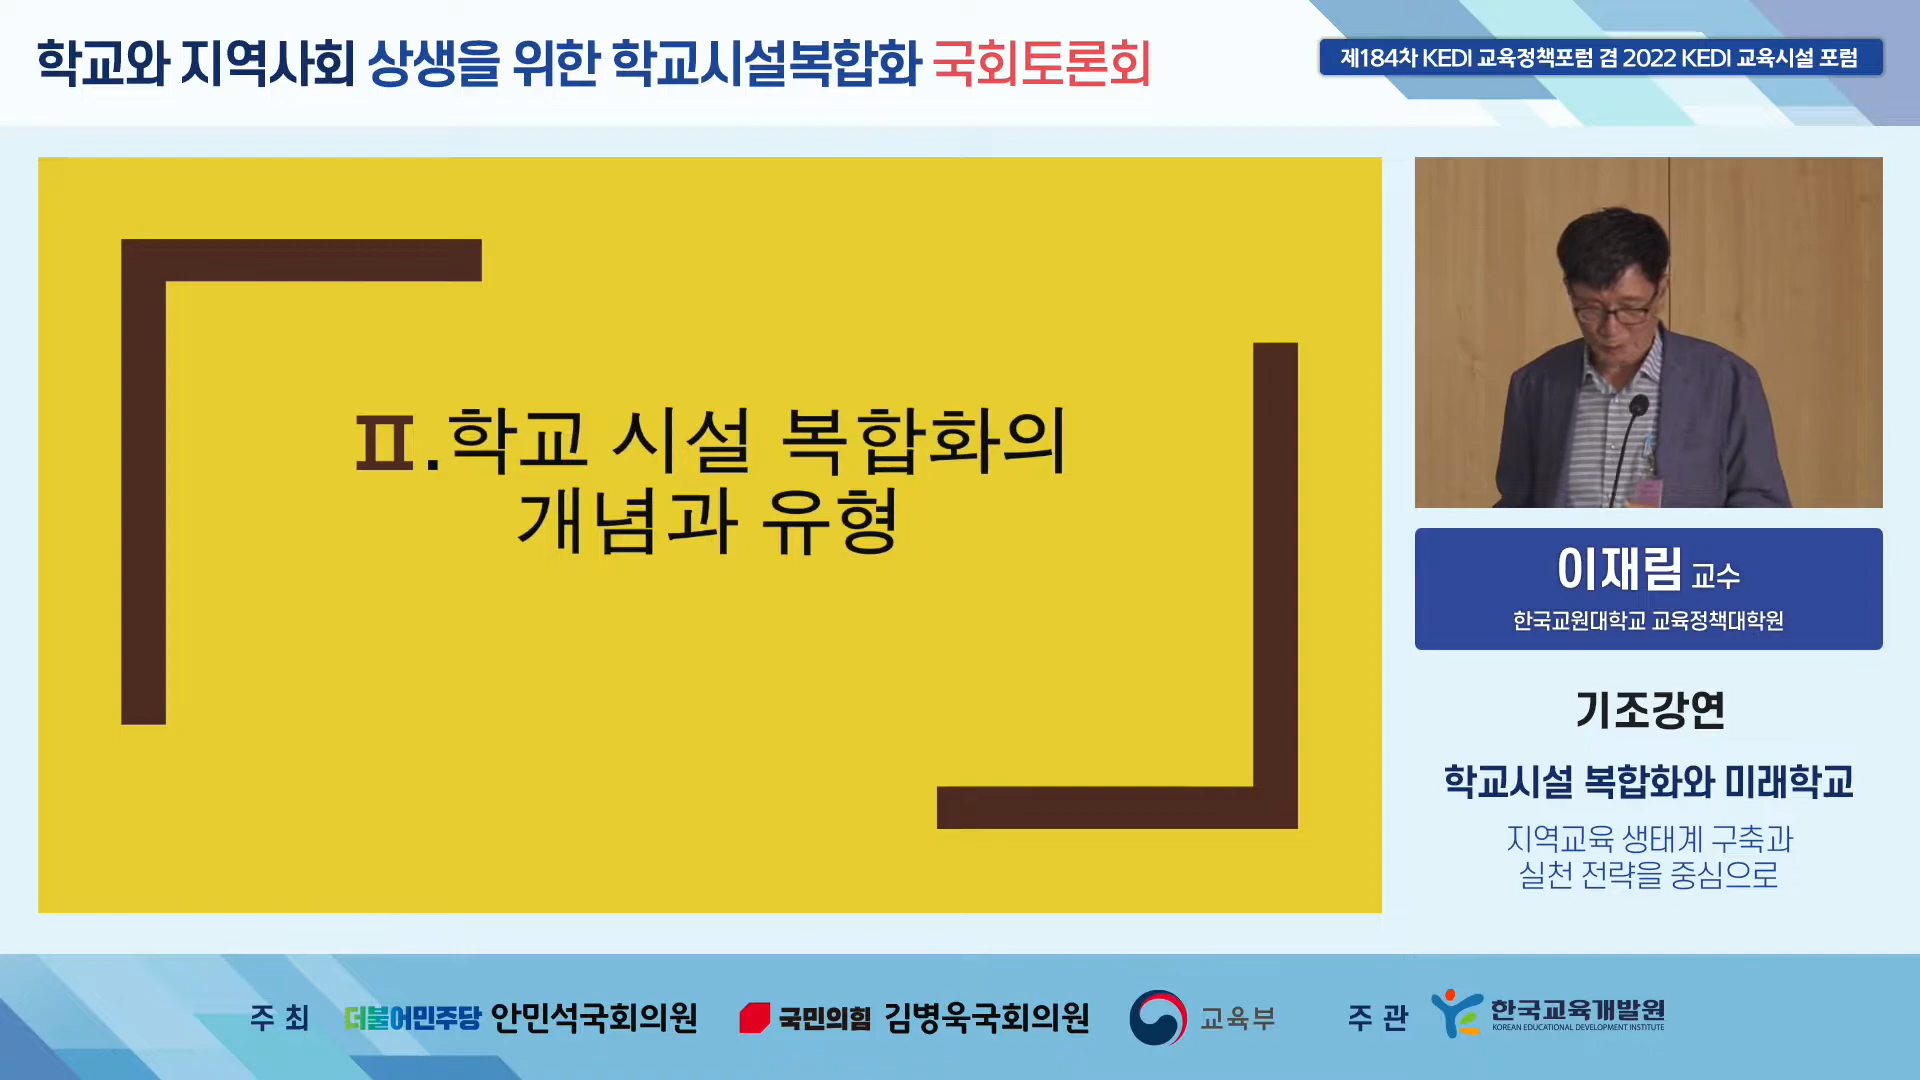 학교와 지역사회 상생을 위한 학교시설복합화 국회토론회
제184차 KEDI 교육정책포럼 겸 2022 KEDI 교육시설 포럼
Ⅱ.학교 시설 복합화의
개념과 유형
이재림 교수
한국교원대학교 교육정책대학원
기조강연
학교시설 복합화와 미래학교
지역교육 생태계 구축과
실천 전략을 중심으로
주 최 더불어민주당 안민석국회의원 국민의힘 김병욱국회의원 교육부 주 관 한국교육개발원
KOREAN EDUCATIONAL DEVELOPMENT INSTITUTE